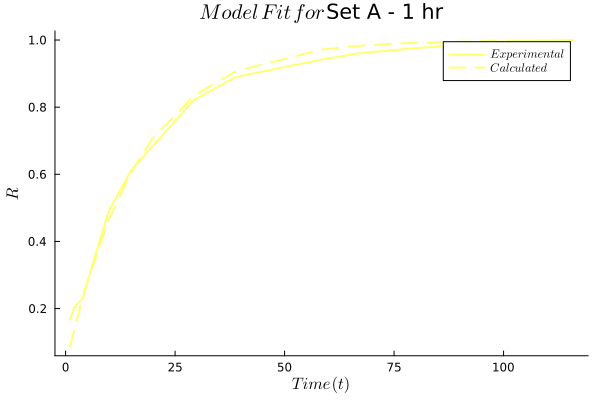 Model Fit for Set A - 1 hr
1.0
0.8
0.6
0.4
0.2
R
Experimental
Calculated
0 25 50 75 100
Time(t)